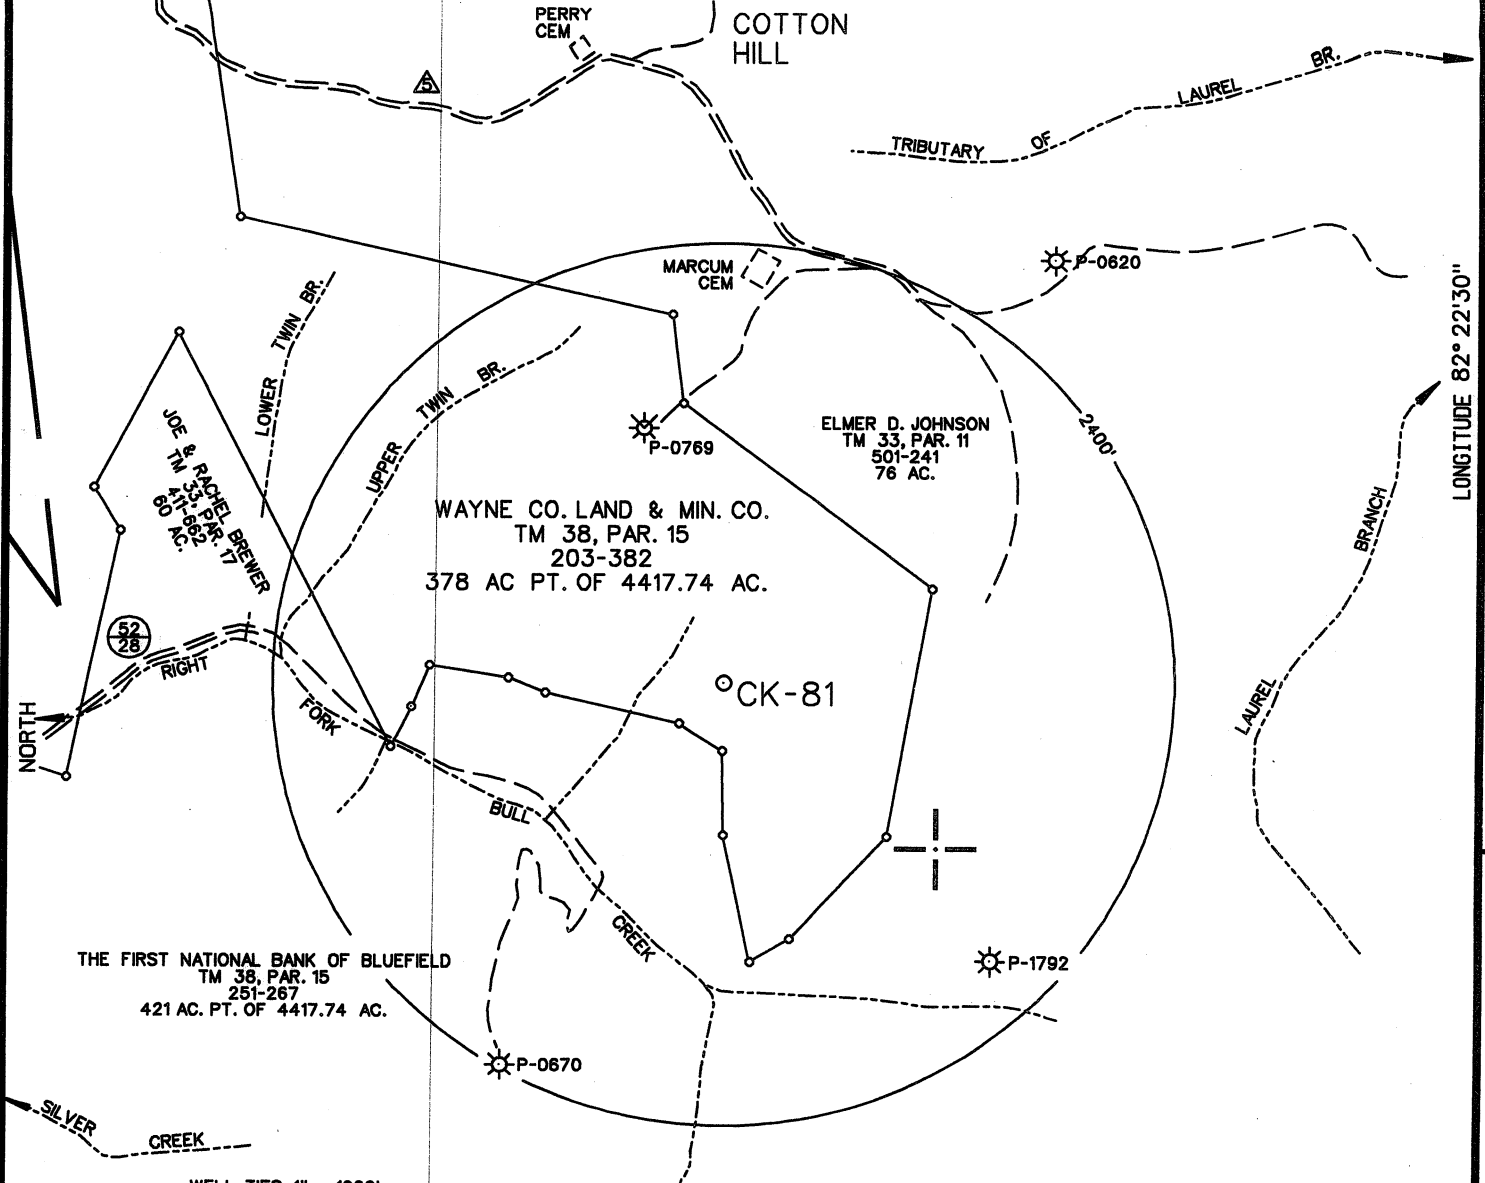 PERRY
CEM
COTTON
HILL
5
TRIBUTARY OF LAUREL BR.
MARCUM
CEM
P-0620
LONGITUDE 82° 22'30"
LOWER TWIN BR.
UPPER TWIN BR.
P-0769
ELMER D. JOHNSON
TM 33, PAR. 11
501-241
76 AC.
2400'
JOE & RACHEL BREWER
TM 33, PAR. 17
411-662
60 AC.
WAYNE CO. LAND & MIN. CO.
TM 38, PAR. 15
203-382
378 AC PT. OF 4417.74 AC.
LAUREL BRANCH
52
28
NORTH
RIGHT FORK BULL CREEK
CK-81
THE FIRST NATIONAL BANK OF BLUEFIELD
TM 38, PAR. 15
251-267
421 AC. PT. OF 4417.74 AC.
P-1792
P-0670
SILVER CREEK